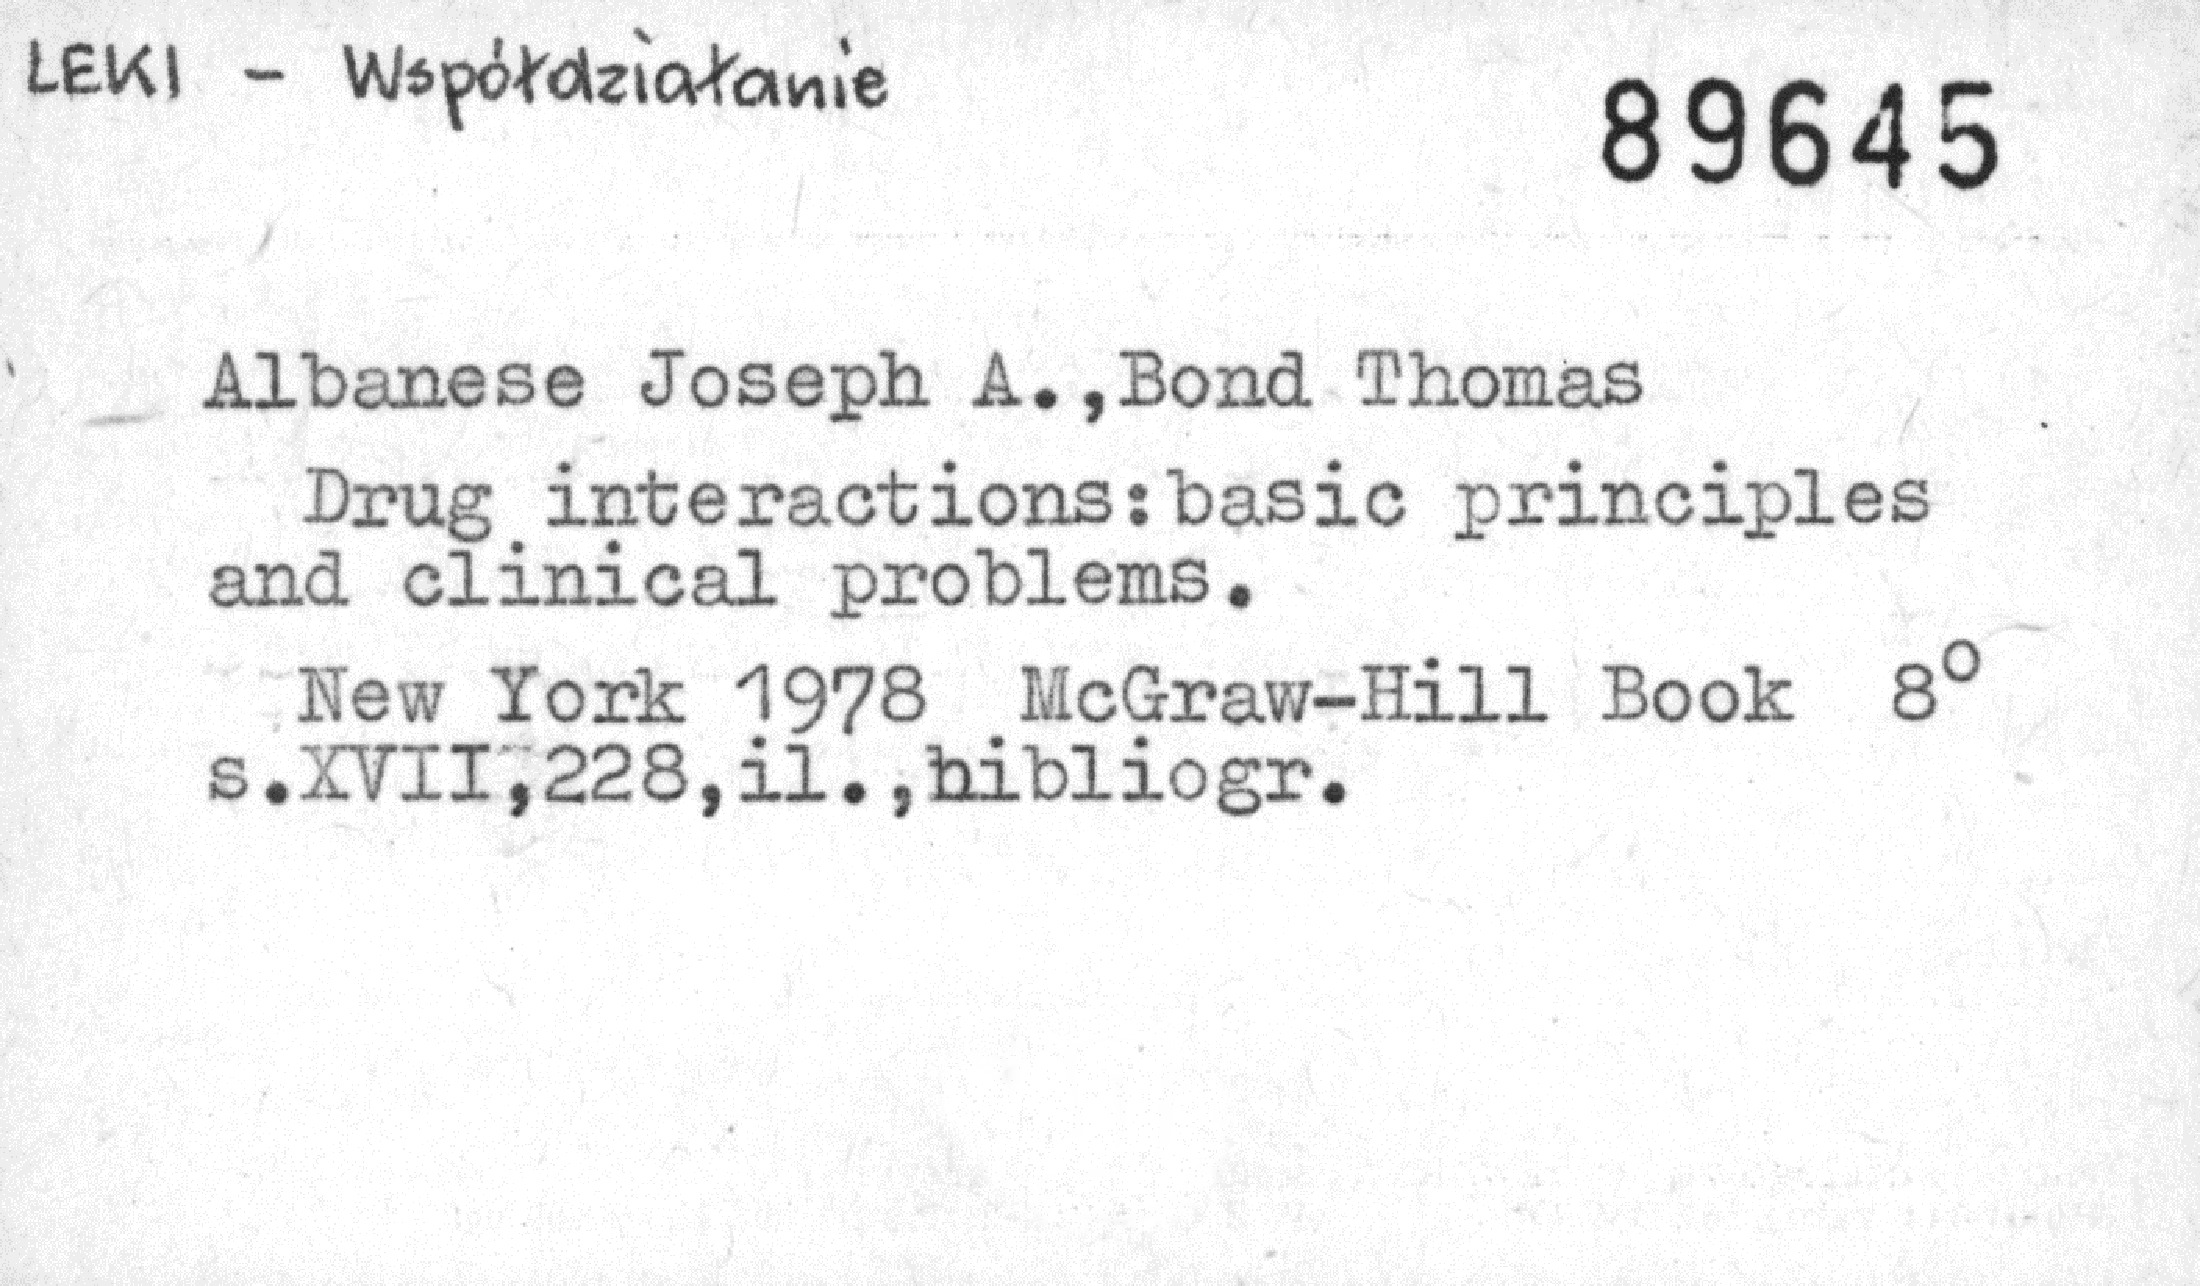 LEKI - Współdziałanie
89645
Albanese Joseph A.,Bond Thomas
Drug interactions:basic principles
and clinical problems.
New York 1978 McGraw-Hill Book 8º
s.XVII,228,il.,bibliogr.